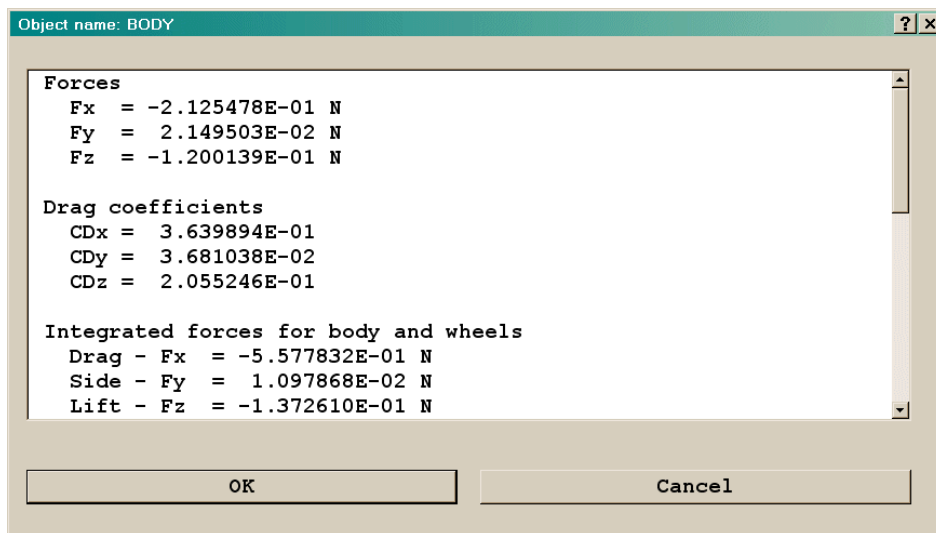 Object name: BODY
Forces
Fx = -2.125478E-01 N
Fy = 2.149503E-02 N
Fz = -1.200139E-01 N
Drag coefficients
CDx = 3.639894E-01
CDy = 3.681038E-02
CDz = 2.055246E-01
Integrated forces for body and wheels
Drag - Fx = -5.577832E-01 N
Side - Fy = 1.097868E-02 N
Lift - Fz = -1.372610E-01 N
OK Cancel